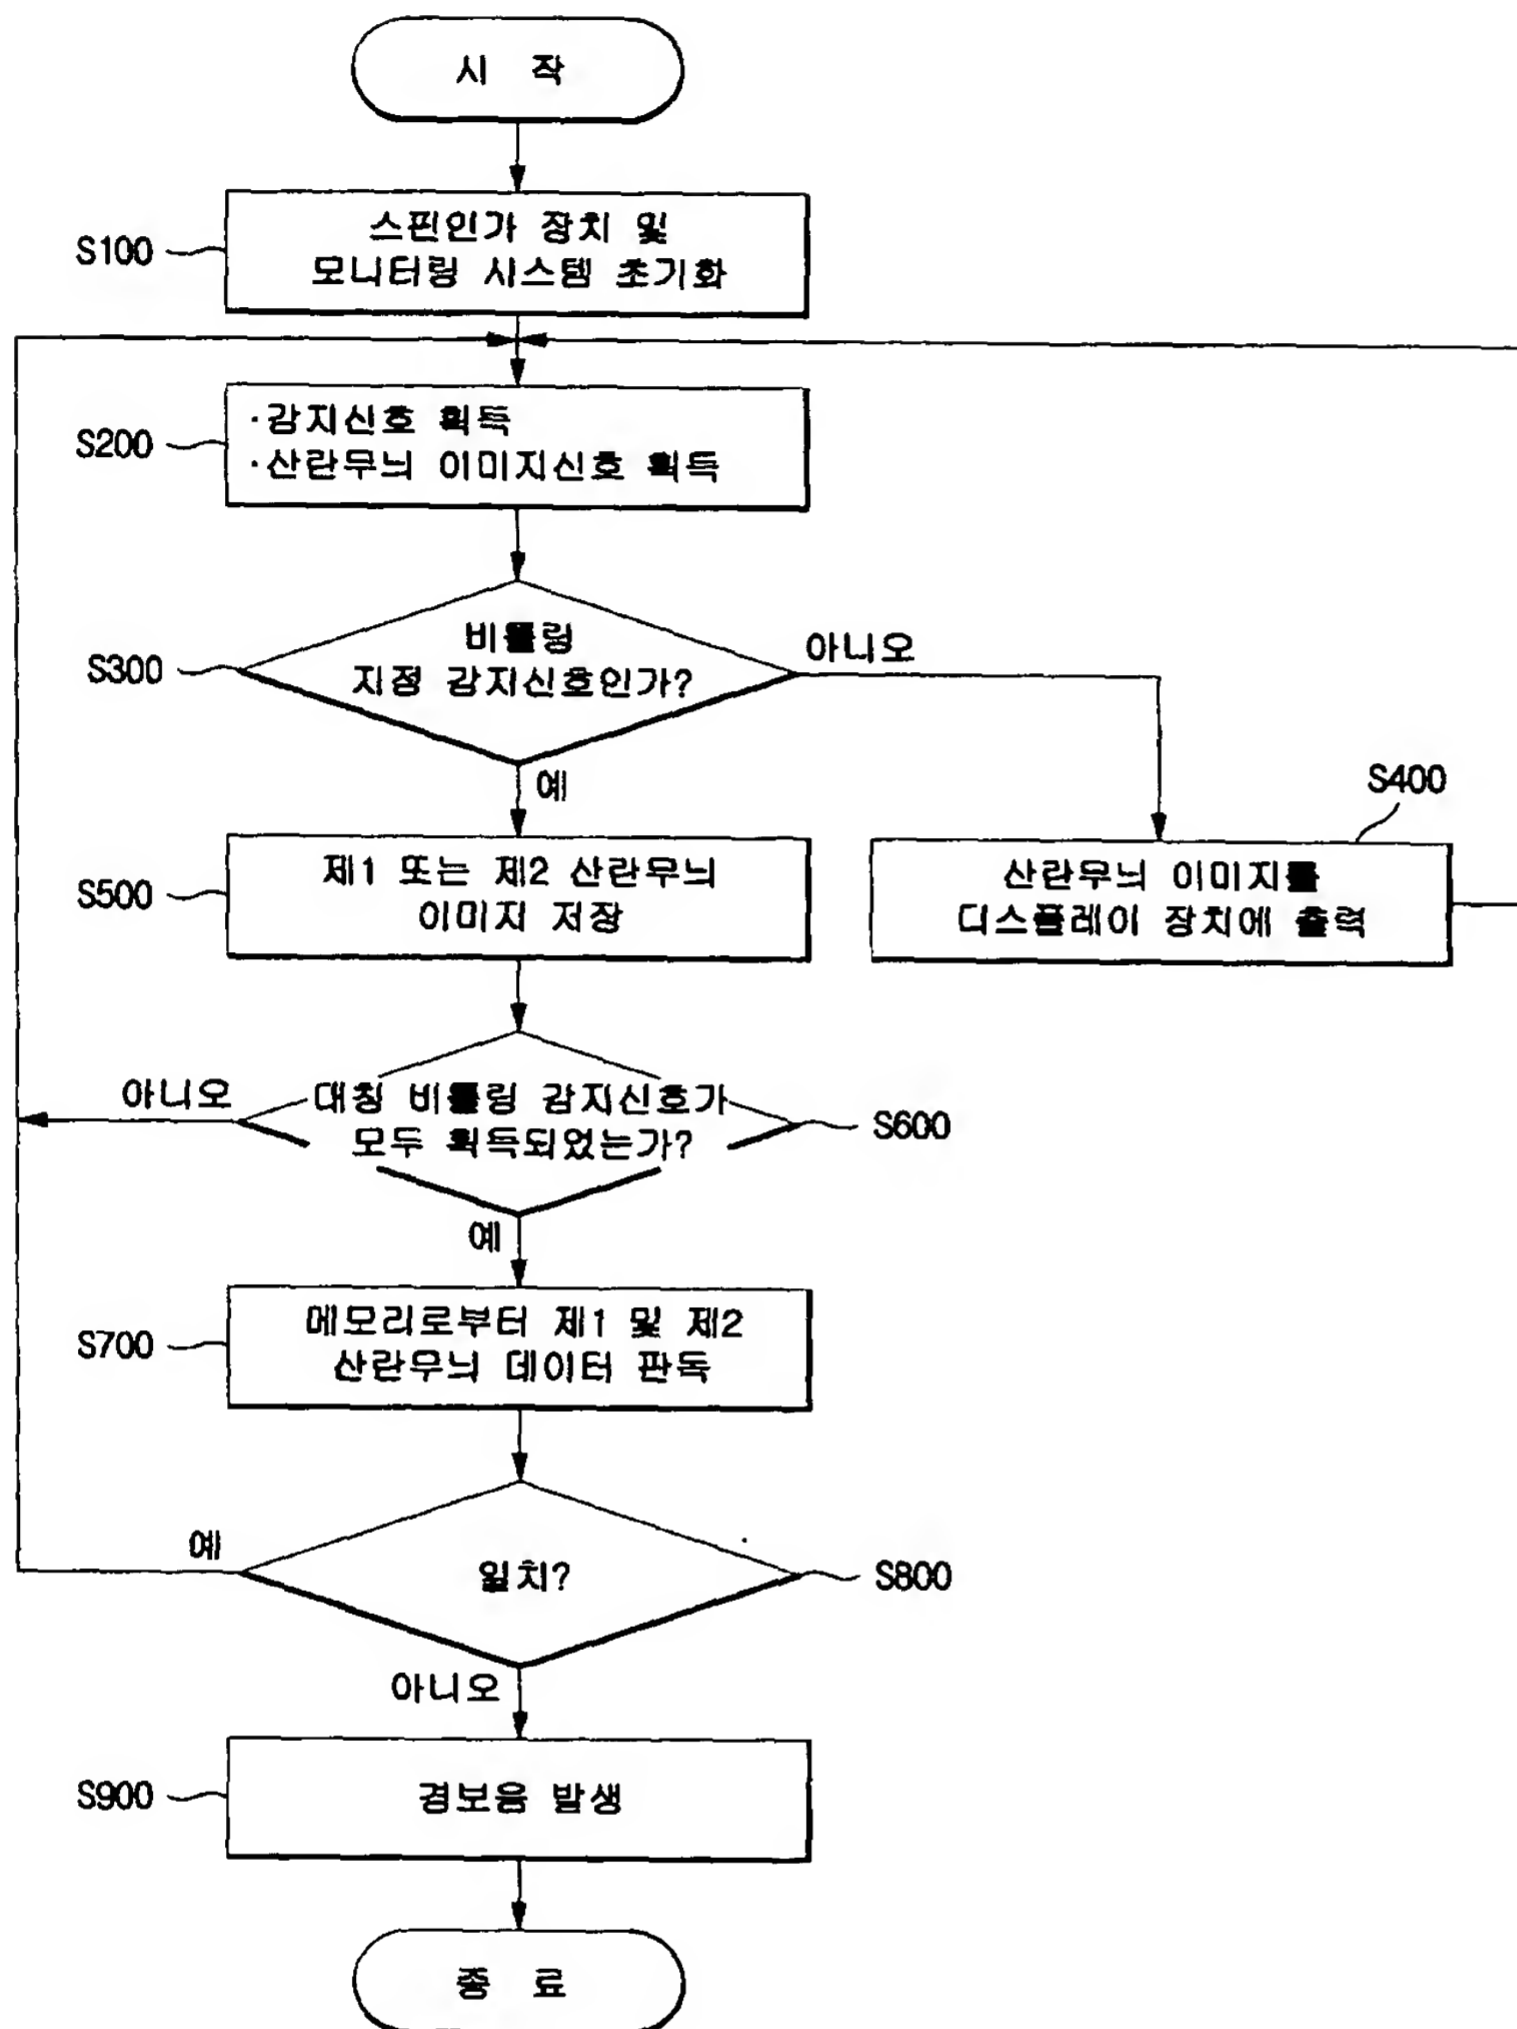 시 작
S100
스핀인가 장치 및
모니터링 시스템 초기화
S200
·감지신호 획득
·산란무늬 이미지신호 획득
S300
비틀림
지정 감지신호인가?
아니오
예
S400
산란무늬 이미지를
디스플레이 장치에 출력
S500
제1 또는 제2 산란무늬
이미지 저장
아니오
대칭 비틀림 감지신호가
모두 획득되었는가?
S600
예
S700
메모리로부터 제1 및 제2
산란무늬 데이터 판독
예
일치?
S800
아니오
S900
경보음 발생
종 료